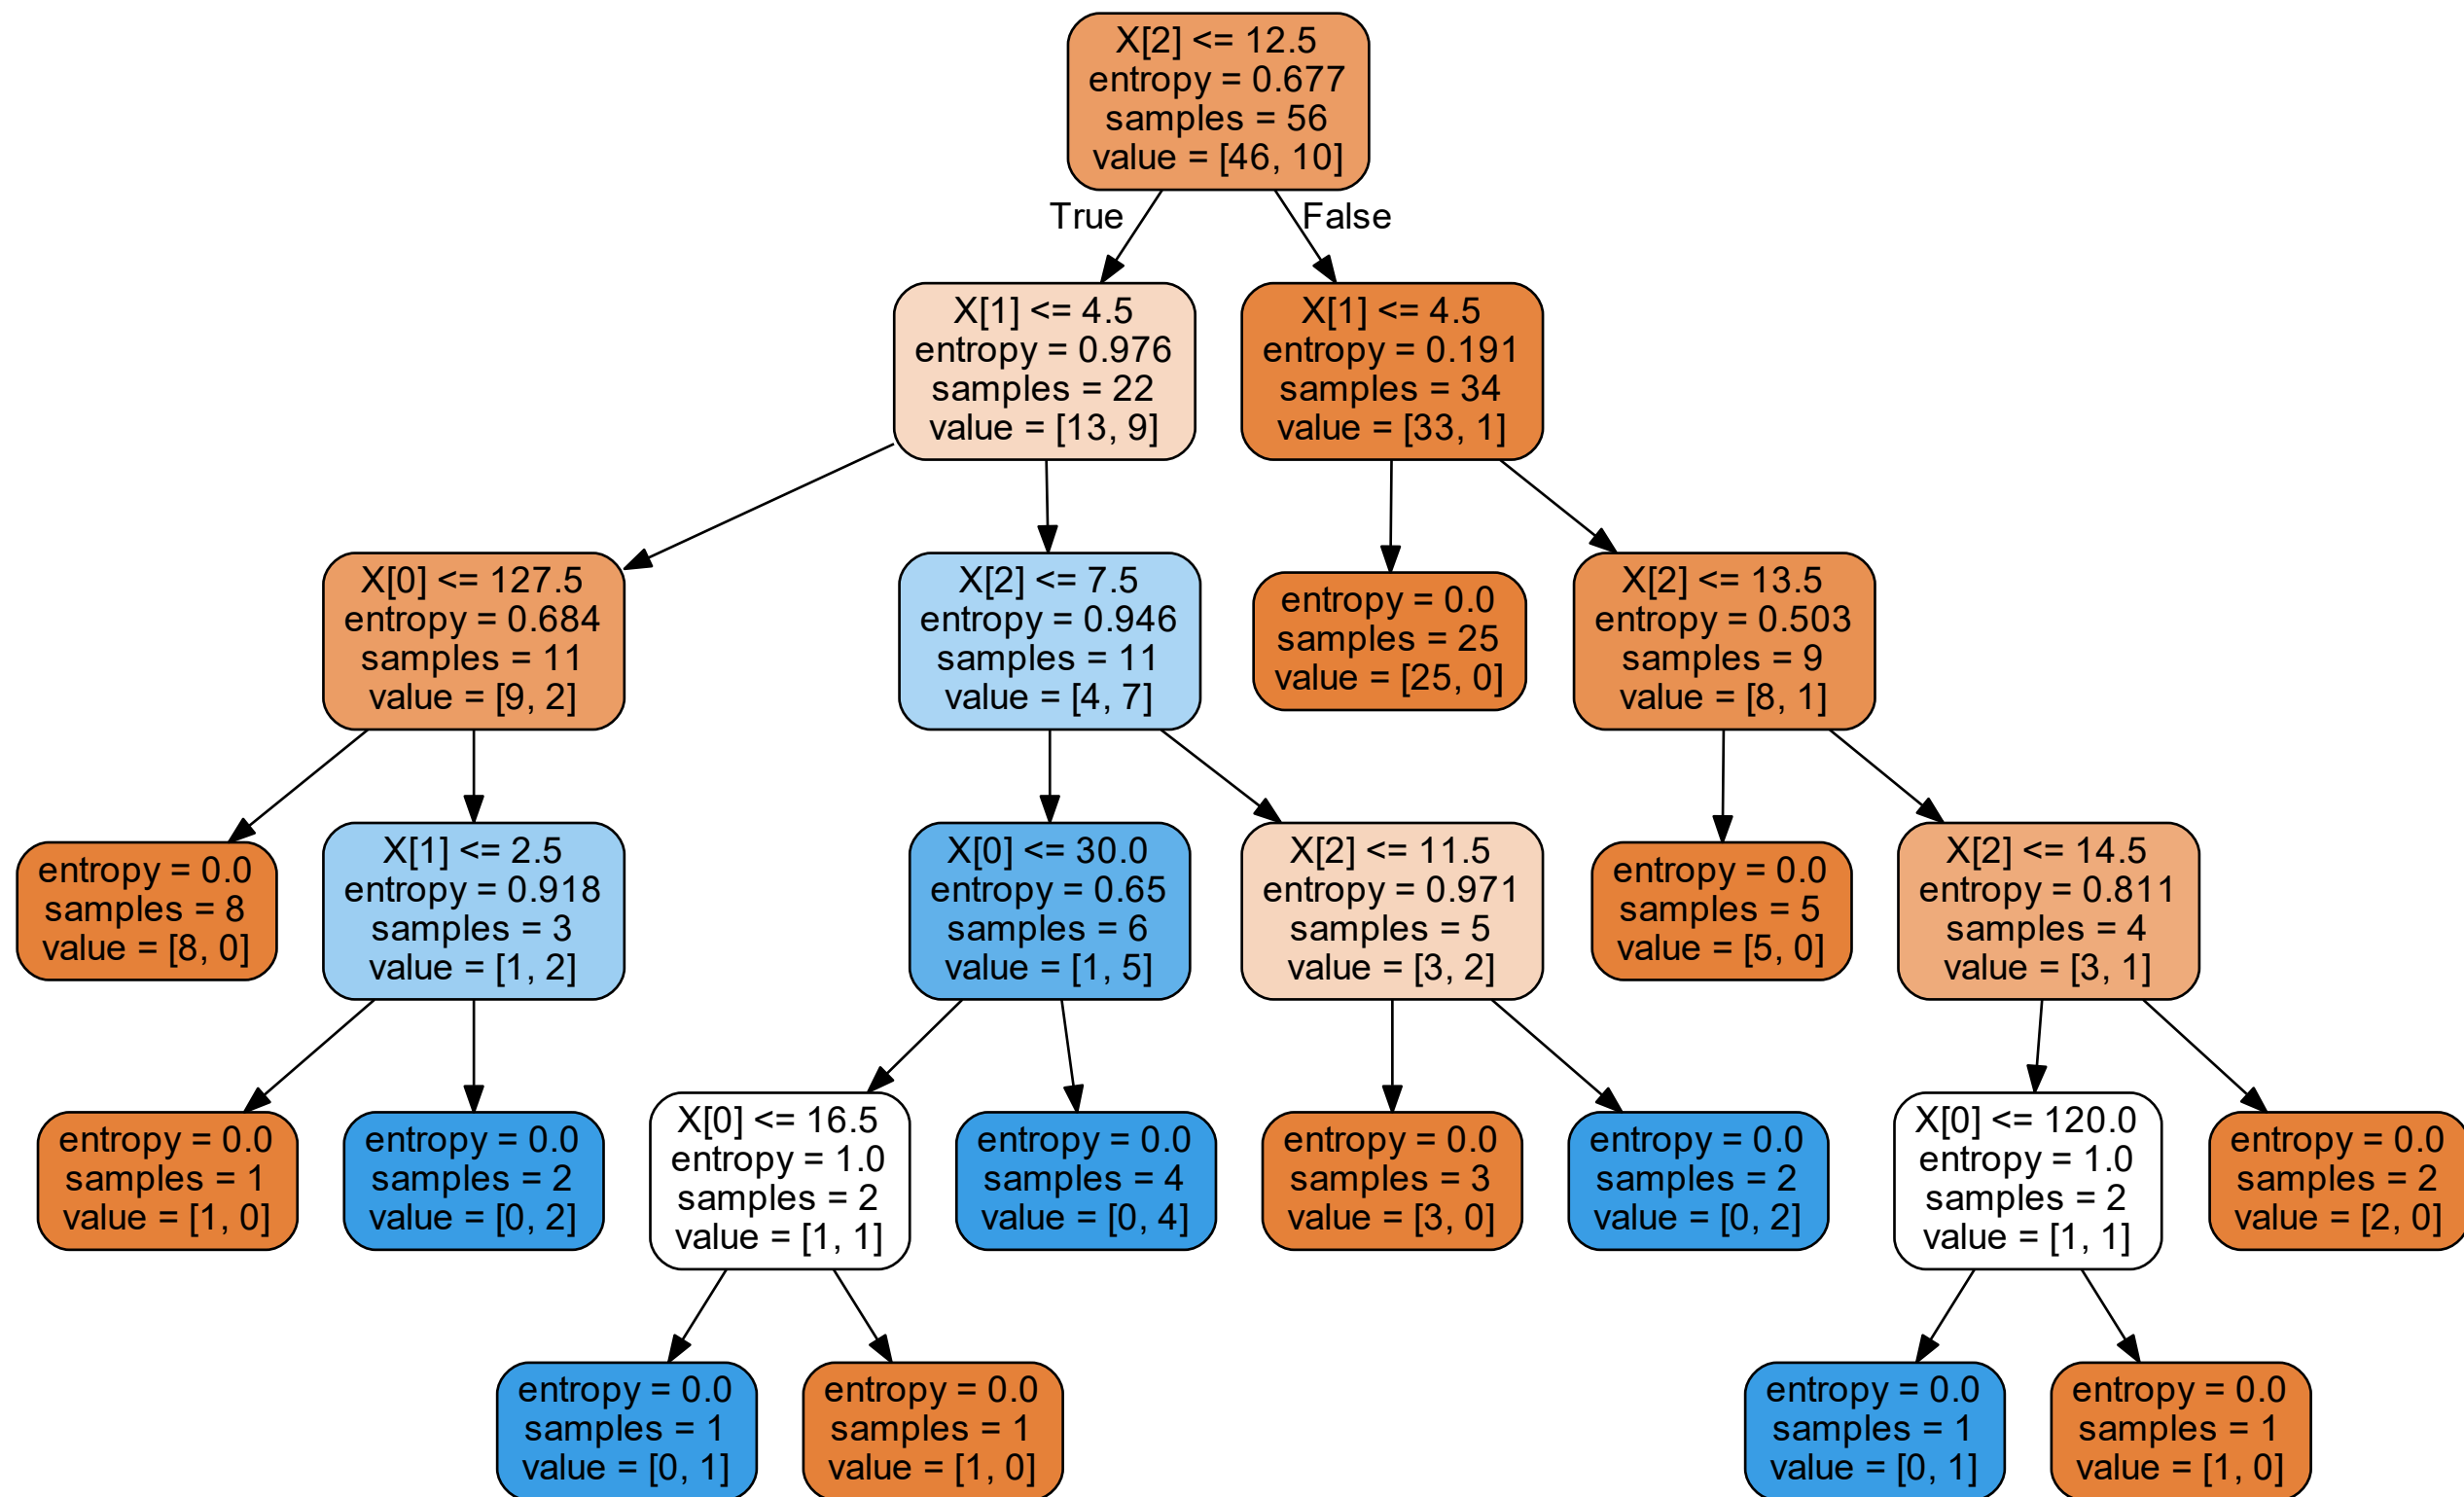 X[2] <= 12.5
entropy = 0.677
samples = 56
value = [46, 10]
True
False
X[1] <= 4.5
entropy = 0.976
samples = 22
value = [13, 9]
X[1] <= 4.5
entropy = 0.191
samples = 34
value = [33, 1]
X[0] <= 127.5
entropy = 0.684
samples = 11
value = [9, 2]
X[2] <= 7.5
entropy = 0.946
samples = 11
value = [4, 7]
entropy = 0.0
samples = 25
value = [25, 0]
X[2] <= 13.5
entropy = 0.503
samples = 9
value = [8, 1]
entropy = 0.0
samples = 8
value = [8, 0]
X[1] <= 2.5
entropy = 0.918
samples = 3
value = [1, 2]
X[0] <= 30.0
entropy = 0.65
samples = 6
value = [1, 5]
X[2] <= 11.5
entropy = 0.971
samples = 5
value = [3, 2]
entropy = 0.0
samples = 5
value = [5, 0]
X[2] <= 14.5
entropy = 0.811
samples = 4
value = [3, 1]
entropy = 0.0
samples = 1
value = [1, 0]
entropy = 0.0
samples = 2
value = [0, 2]
X[0] <= 16.5
entropy = 1.0
samples = 2
value = [1, 1]
entropy = 0.0
samples = 4
value = [0, 4]
entropy = 0.0
samples = 3
value = [3, 0]
entropy = 0.0
samples = 2
value = [0, 2]
X[0] <= 120.0
entropy = 1.0
samples = 2
value = [1, 1]
entropy = 0.0
samples = 2
value = [2, 0]
entropy = 0.0
samples = 1
value = [0, 1]
entropy = 0.0
samples = 1
value = [1, 0]
entropy = 0.0
samples = 1
value = [0, 1]
entropy = 0.0
samples = 1
value = [1, 0]